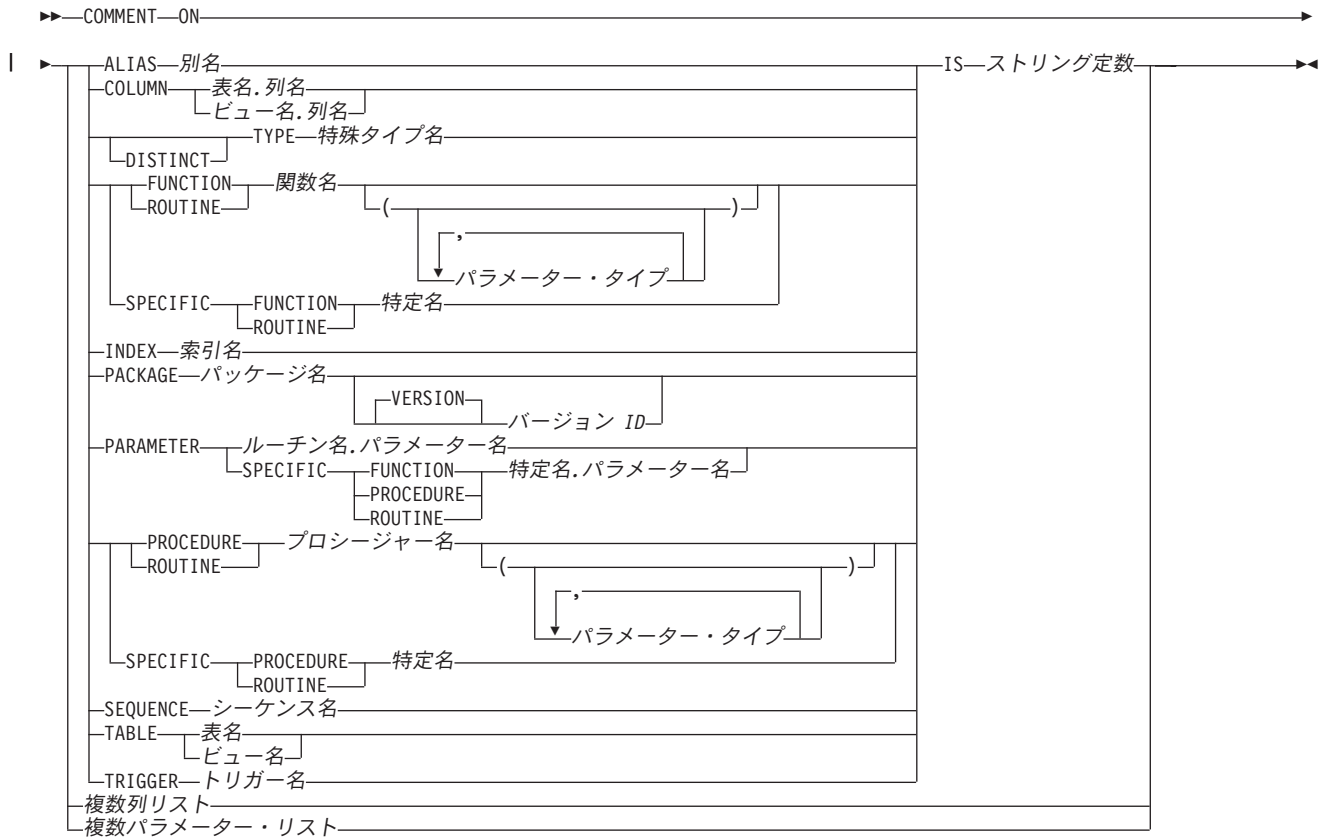 COMMENT ON
ALIAS 別名 IS ストリング定数
COLUMN 表名.列名
ビュー名.列名
TYPE 特殊タイプ名
DISTINCT
FUNCTION 関数名
ROUTINE ( )
,
パラメーター・タイプ
SPECIFIC FUNCTION 特定名
ROUTINE
INDEX 索引名
PACKAGE パッケージ名
VERSION
バージョン ID
PARAMETER ルーチン名.パラメーター名
SPECIFIC FUNCTION 特定名.パラメーター名
PROCEDURE
ROUTINE
PROCEDURE プロシージャー名
ROUTINE ( )
,
パラメーター・タイプ
SPECIFIC PROCEDURE 特定名
ROUTINE
SEQUENCE シーケンス名
TABLE 表名
ビュー名
TRIGGER トリガー名
複数列リスト
複数パラメーター・リスト